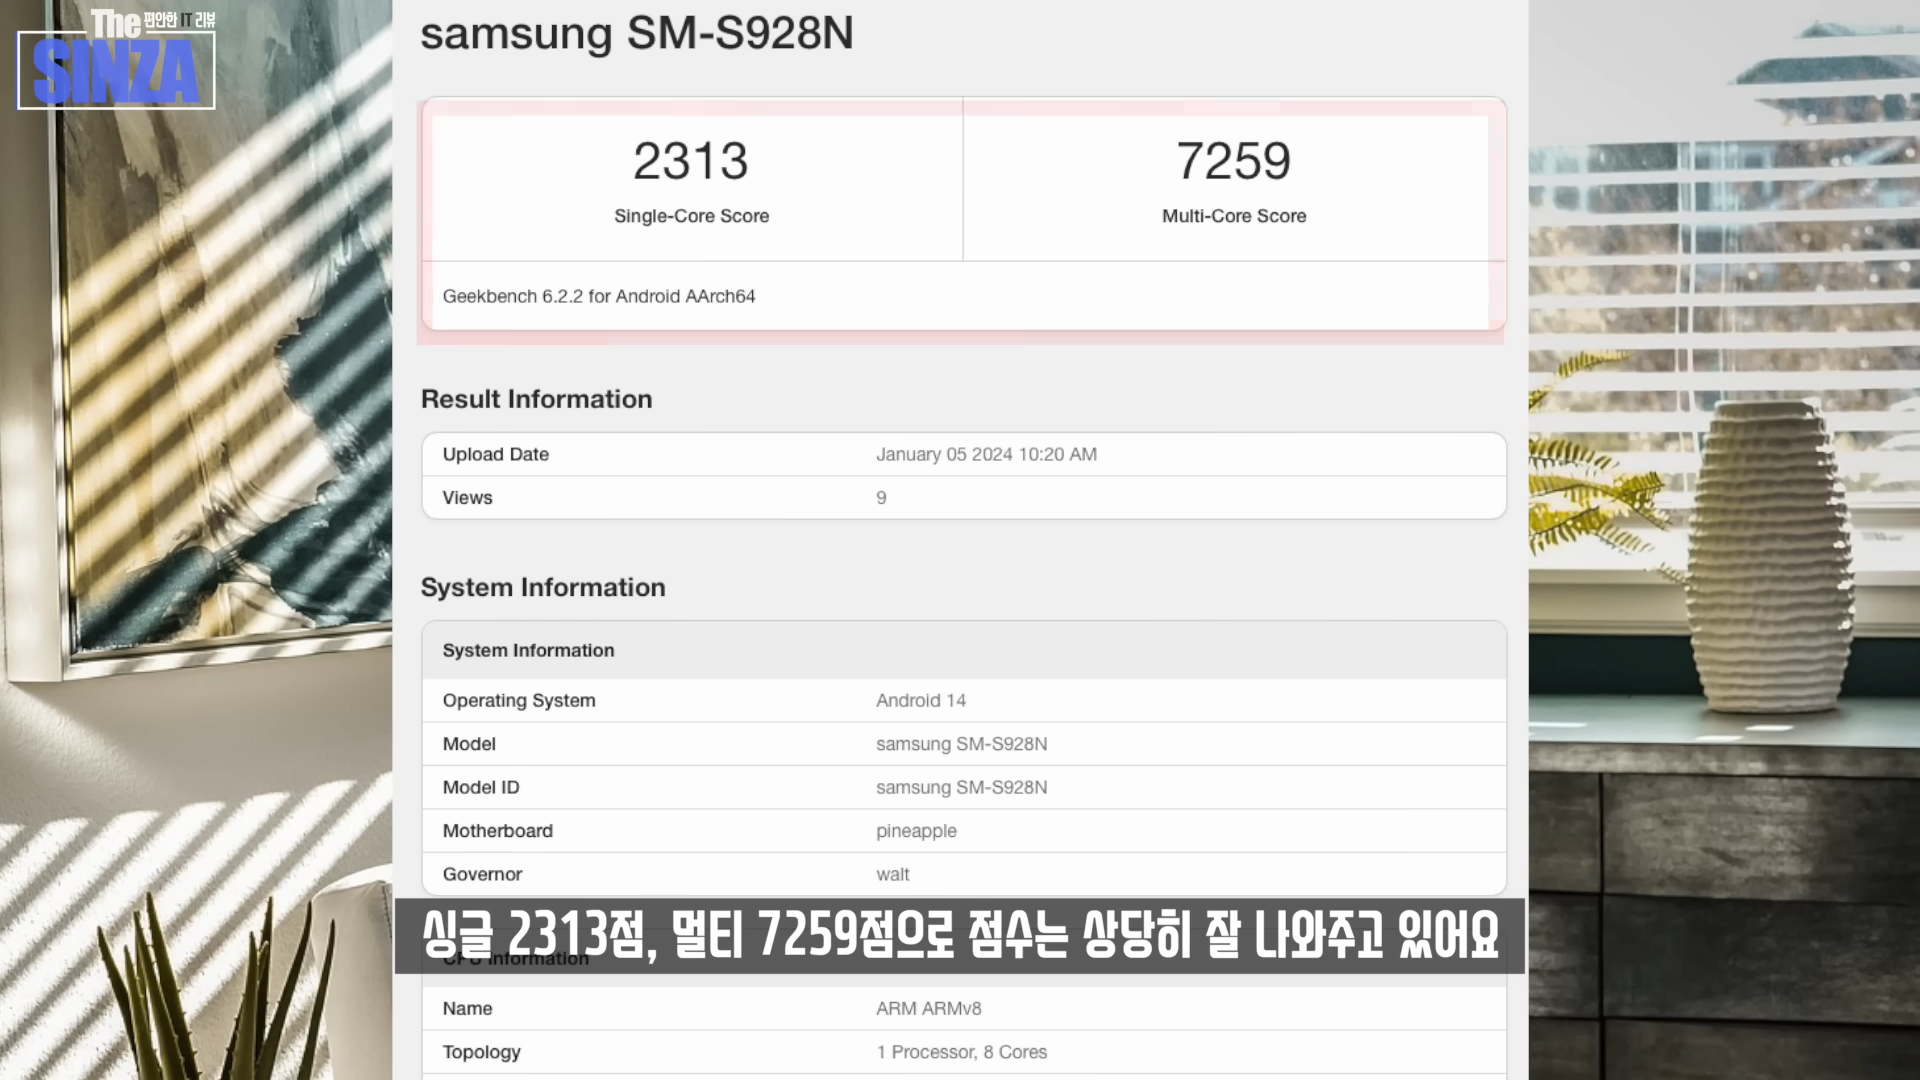 The 편안한 IT 리뷰
SINZA
samsung SM-S928N
2313
Single-Core Score
7259
Multi-Core Score
Geekbench 6.2.2 for Android AArch64
Result Information
Upload Date January 05 2024 10:20 AM
Views 9
System Information
System Information
Operating System Android 14
Model samsung SM-S928N
Model ID samsung SM-S928N
Motherboard pineapple
Governor walt
싱글 2313점, 멀티 7259점으로 점수는 상당히 잘 나와주고 있어요
CPU Information
Name ARM ARMv8
Topology 1 Processor, 8 Cores